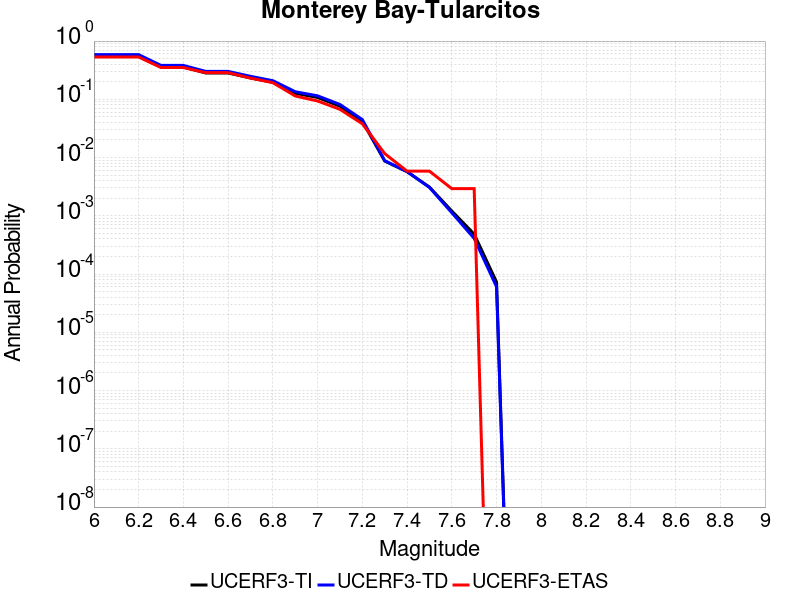 Monterey Bay-Tularcitos
10^0
10^-1
10^-2
10^-3
10^-4
10^-5
10^-6
10^-7
10^-8
Annual Probability
6 6.2 6.4 6.6 6.8 7 7.2 7.4 7.6 7.8 8 8.2 8.4 8.6 8.8 9
Magnitude
UCERF3-TI UCERF3-TD UCERF3-ETAS